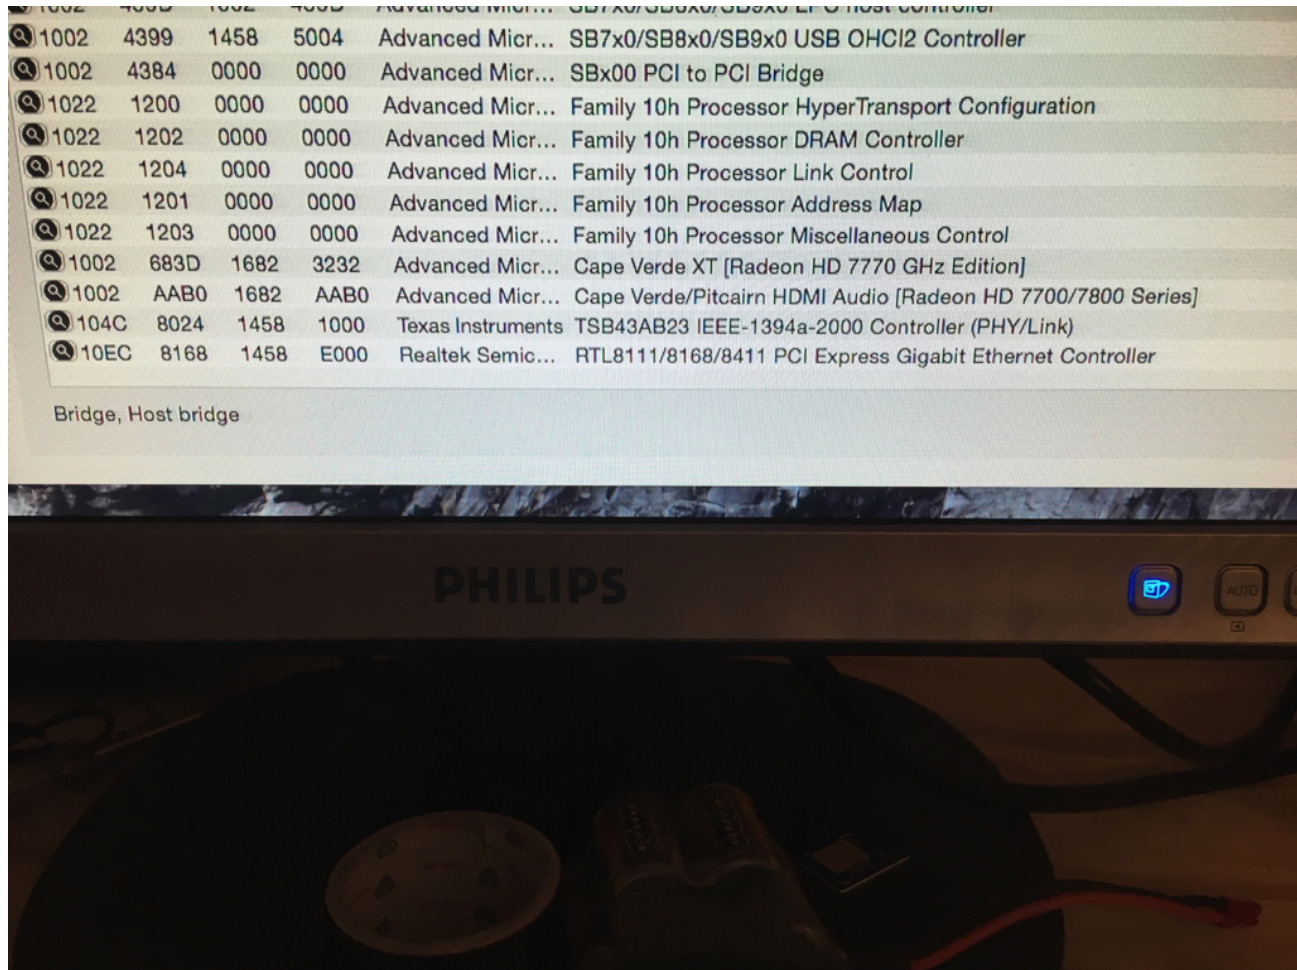 1002 4399 1458 5004 Advanced Micr... SB7x0/SB8x0/SB9x0 USB OHCI2 Controller
1002 4384 0000 0000 Advanced Micr... SBx00 PCI to PCI Bridge
1022 1200 0000 0000 Advanced Micr... Family 10h Processor HyperTransport Configuration
1022 1202 0000 0000 Advanced Micr... Family 10h Processor DRAM Controller
1022 1204 0000 0000 Advanced Micr... Family 10h Processor Link Control
1022 1201 0000 0000 Advanced Micr... Family 10h Processor Address Map
1022 1203 0000 0000 Advanced Micr... Family 10h Processor Miscellaneous Control
1002 683D 1682 3232 Advanced Micr... Cape Verde XT [Radeon HD 7770 GHz Edition]
1002 AAB0 1682 AAB0 Advanced Micr... Cape Verde/Pitcairn HDMI Audio [Radeon HD 7700/7800 Series]
104C 8024 1458 1000 Texas Instruments TSB43AB23 IEEE-1394a-2000 Controller (PHY/Link)
10EC 8168 1458 E000 Realtek Semic... RTL8111/8168/8411 PCI Express Gigabit Ethernet Controller
Bridge, Host bridge
PHILIPS
AUTO